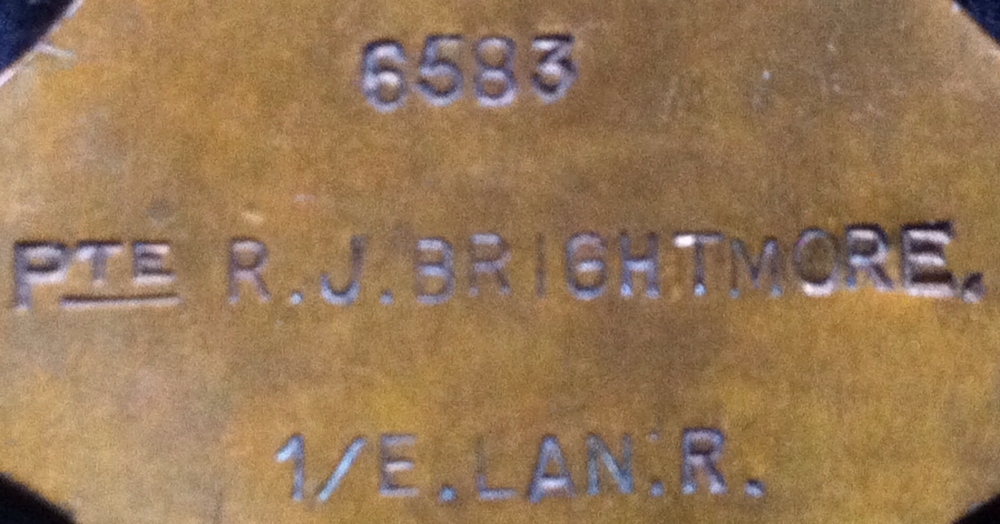 6583
PTE R.J.BRIGHTMORE.
1/E.LAN.R.